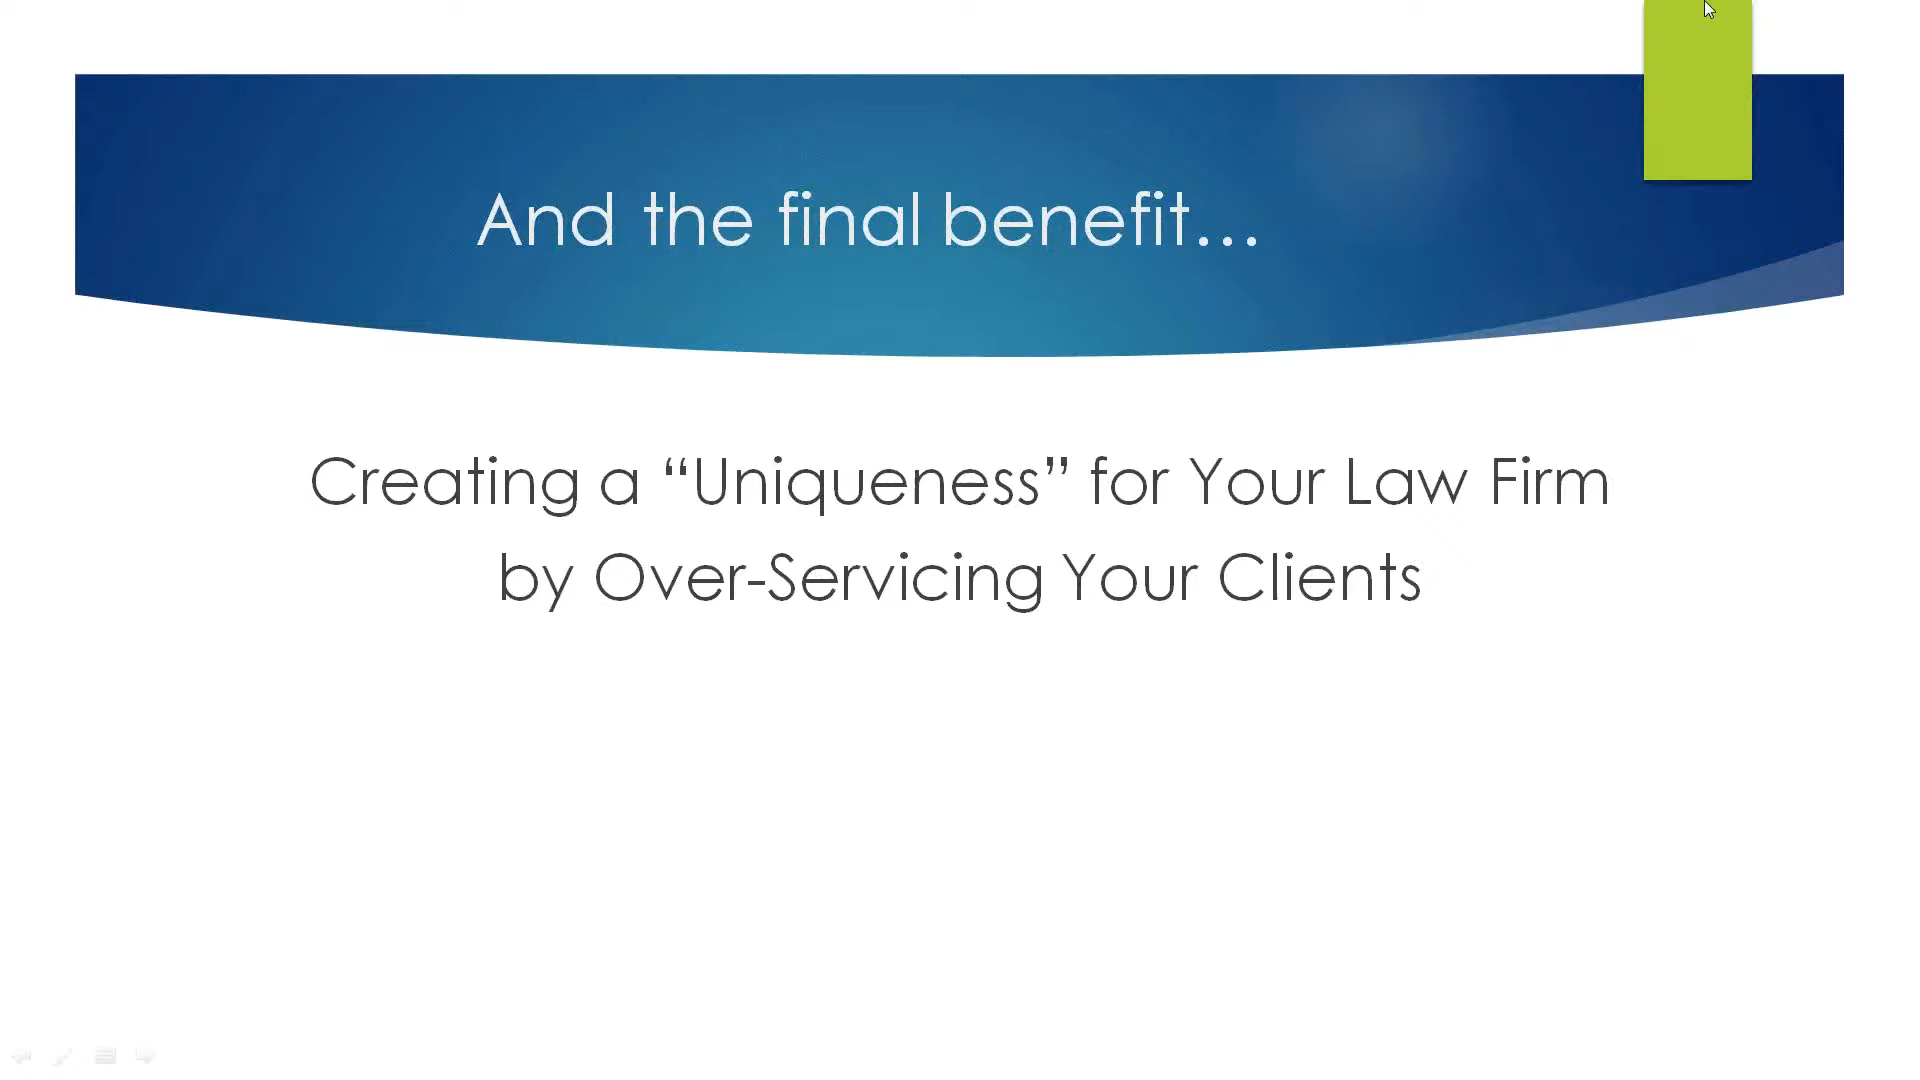 And the final benefit…
Creating a “Uniqueness” for Your Law Firm
by Over-Servicing Your Clients